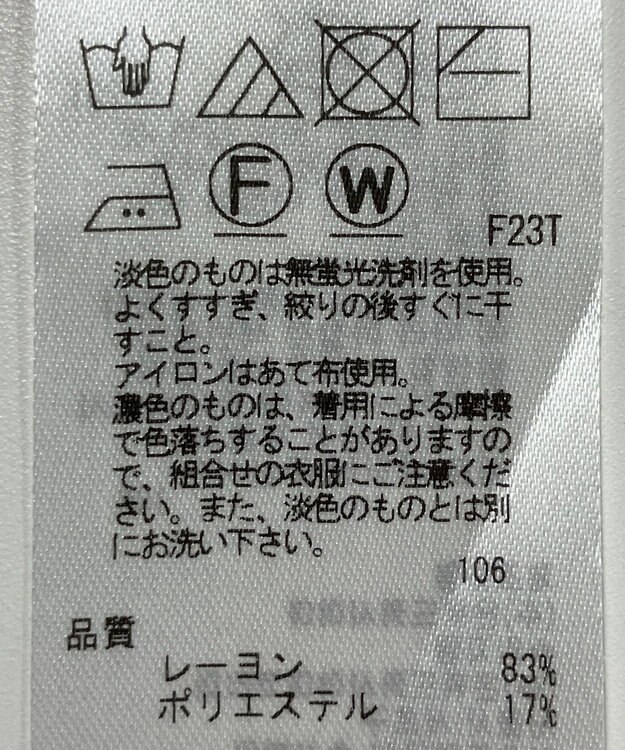 F W
F23T
淡色のものは無蛍光洗剤を使用。
よくすすぎ、絞りの後すぐに干
すこと。
アイロンはあて布使用。
濃色のものは、着用による摩擦
で色落ちすることがありますの
で、組合せの衣服にご注意くだ
さい。また、淡色のものとは別
にお洗い下さい。
106
品質
レーヨン 83%
ポリエステル 17%